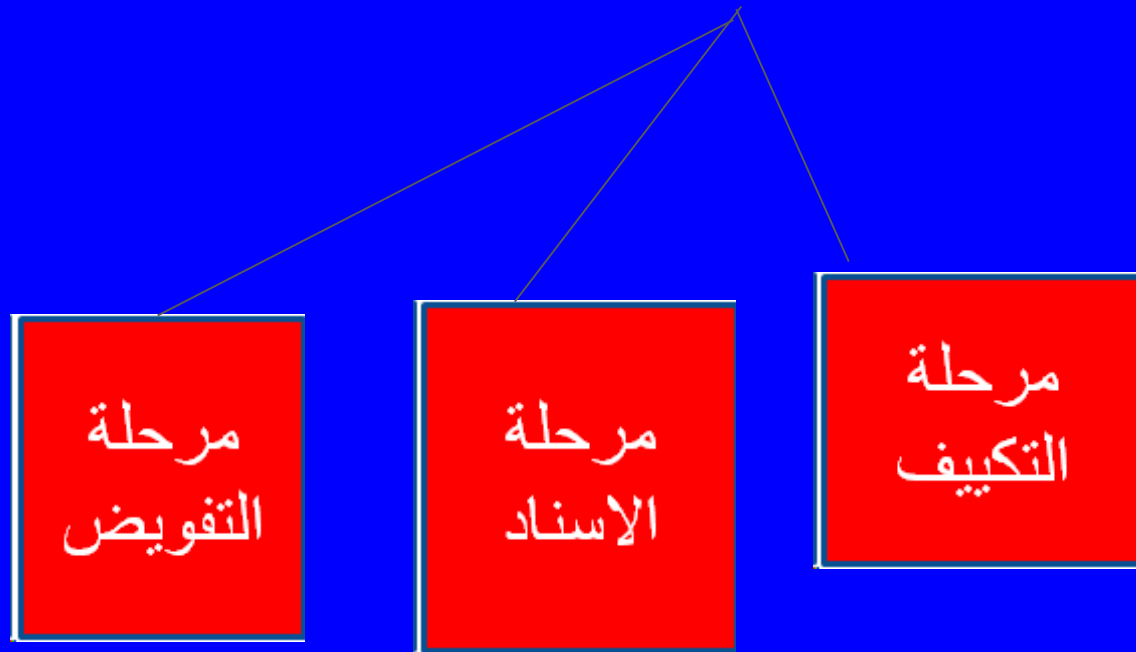 مرحلة
التكييف
مرحلة
الاسناد
مرحلة
التفويض